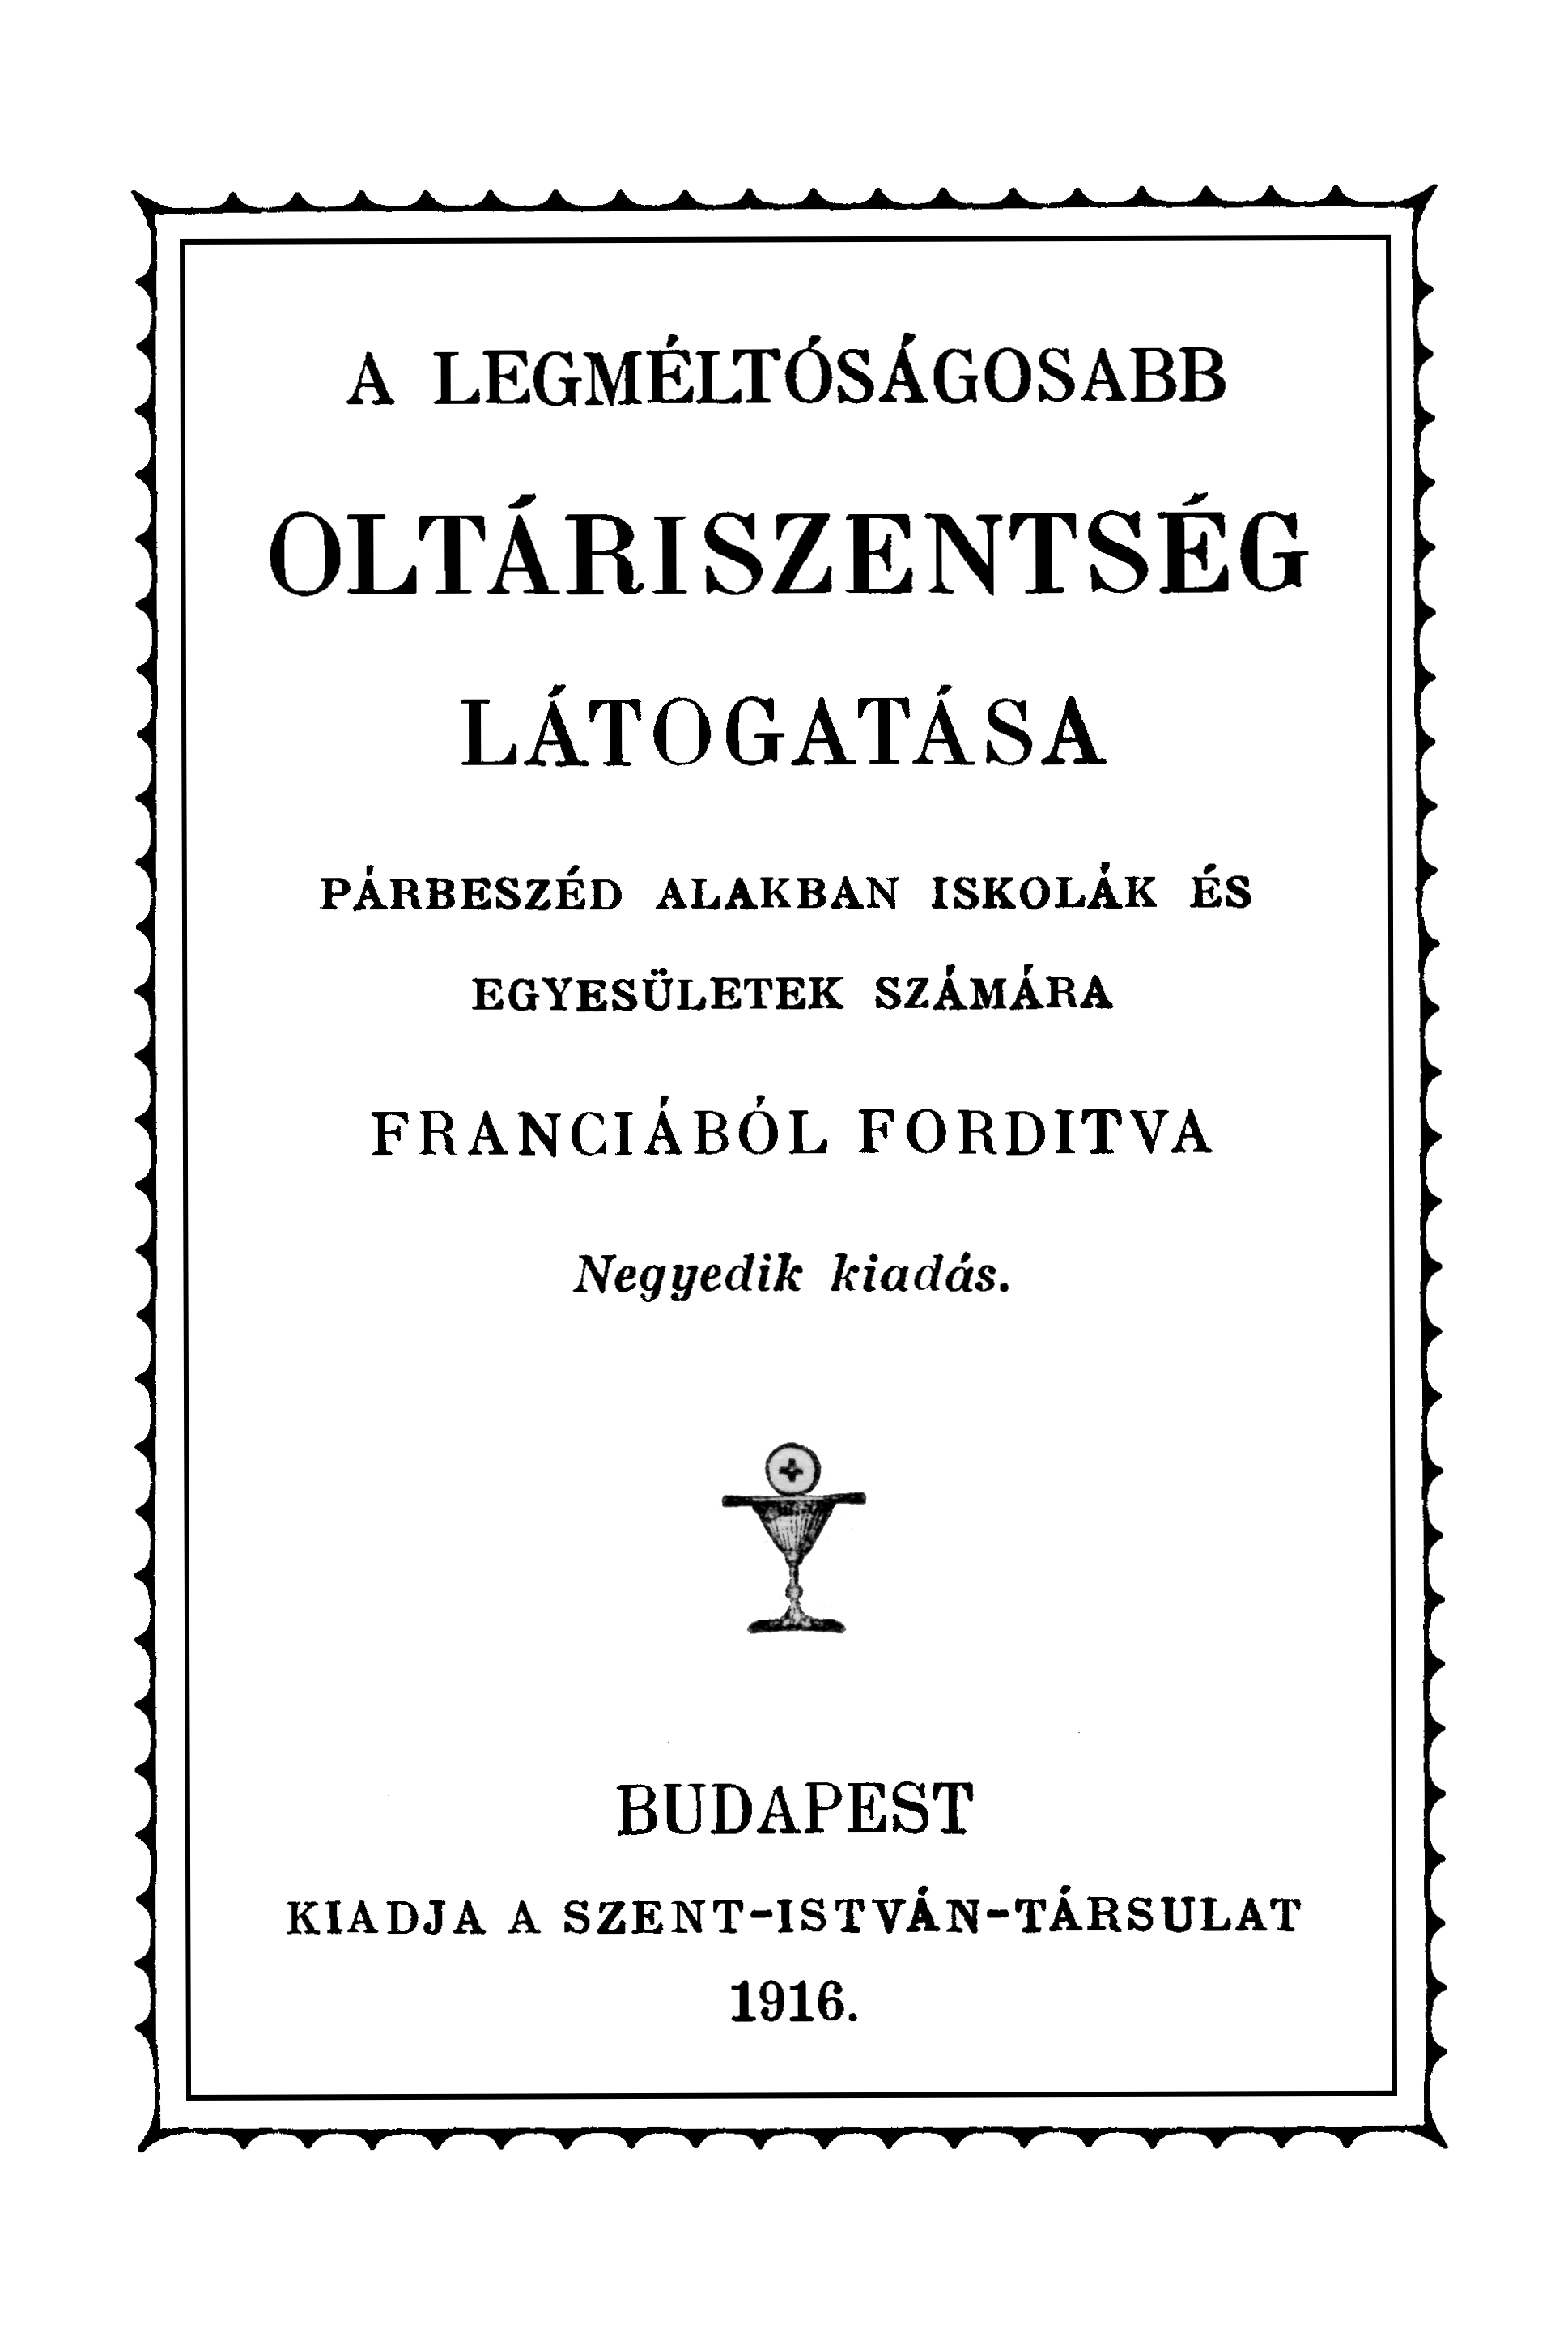 A LEGMÉLTÓSÁGOSABB
OLTÁRISZENTSÉG
LÁTOGATÁSA
PÁRBESZÉD ALAKBAN ISKOLÁK ÉS
EGYESÜLETEK SZÁMÁRA
FRANCIÁBÓL FORDITVA
Negyedik kiadás.
BUDAPEST
KIADJA A SZENT-ISTVÁN-TÁRSULAT
1916.